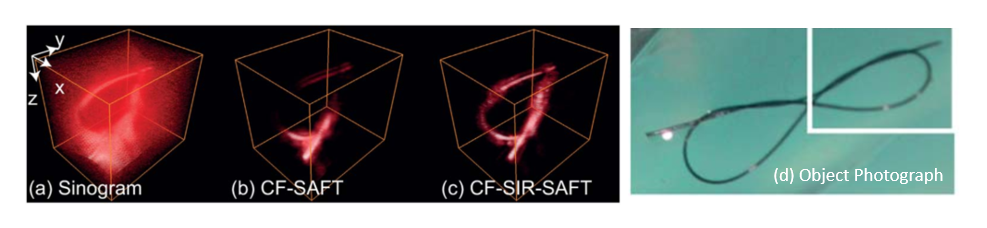 y
x
z
(a) Sinogram
(b) CF-SAFT
(c) CF-SIR-SAFT
(d) Object Photograph